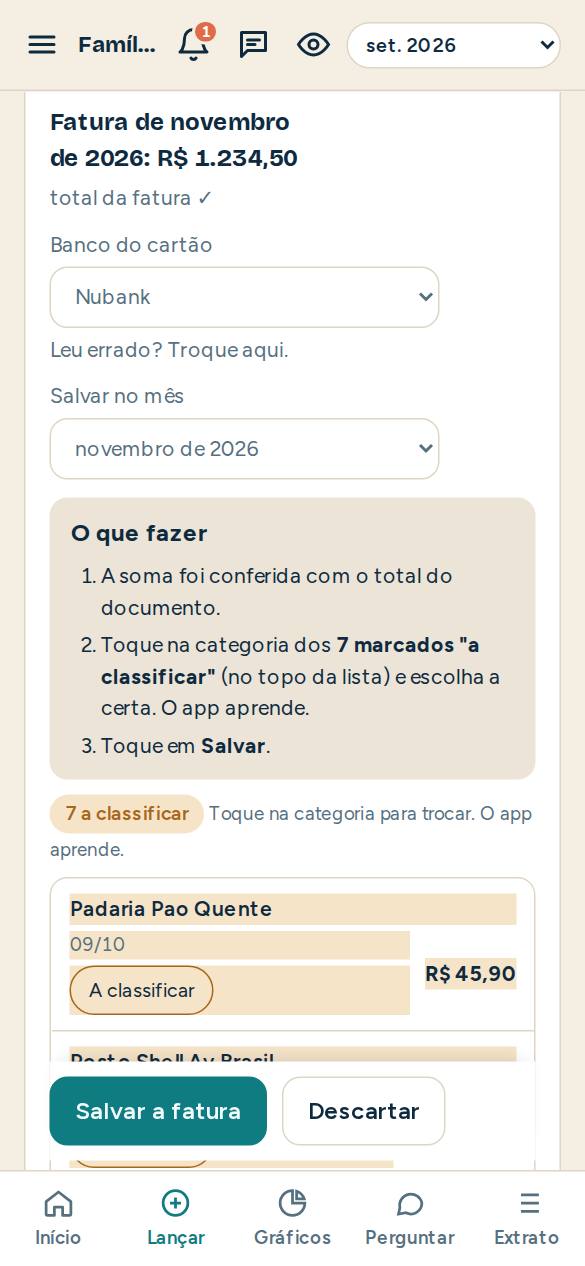 Famíl...
1
set. 2026
Fatura de novembro
de 2026: R$ 1.234,50
total da fatura ✓
Banco do cartão
Nubank
Leu errado? Troque aqui.
Salvar no mês
novembro de 2026
O que fazer
1. A soma foi conferida com o total do
documento.
2. Toque na categoria dos 7 marcados "a
classificar" (no topo da lista) e escolha a
certa. O app aprende.
3. Toque em Salvar.
7 a classificar Toque na categoria para trocar. O app
aprende.
Padaria Pao Quente
09/10
R$ 45,90
A classificar
Posto Shell Av Brasil
Salvar a fatura
Descartar
Início
Lançar
Gráficos
Perguntar
Extrato